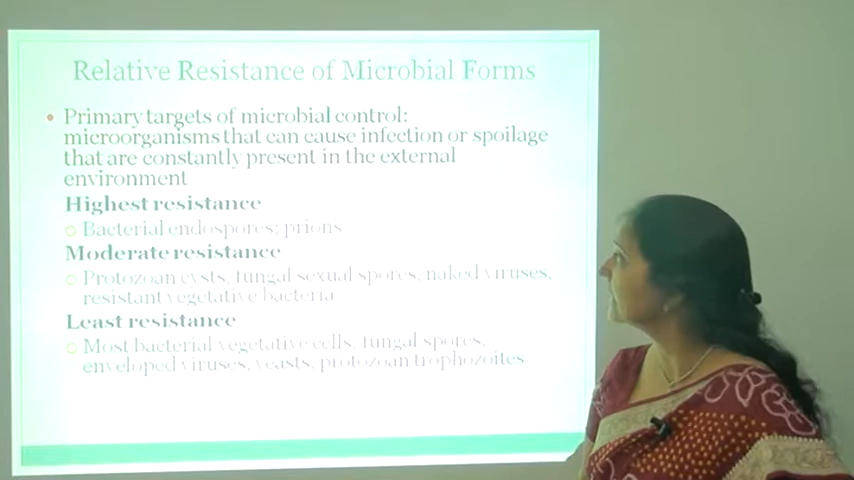 Relative Resistance of Microbial Forms
Primary targets of microbial control:
microorganisms that can cause infection or spoilage
that are constantly present in the external
environment
Highest resistance
Bacterial endospores; prions
Moderate resistance
Protozoan cysts, fungal sexual spores, naked viruses,
resistant vegetative bacteria
Least resistance
Most bacterial vegetative cells, fungal spores,
enveloped viruses, yeasts, protozoan trophozoites